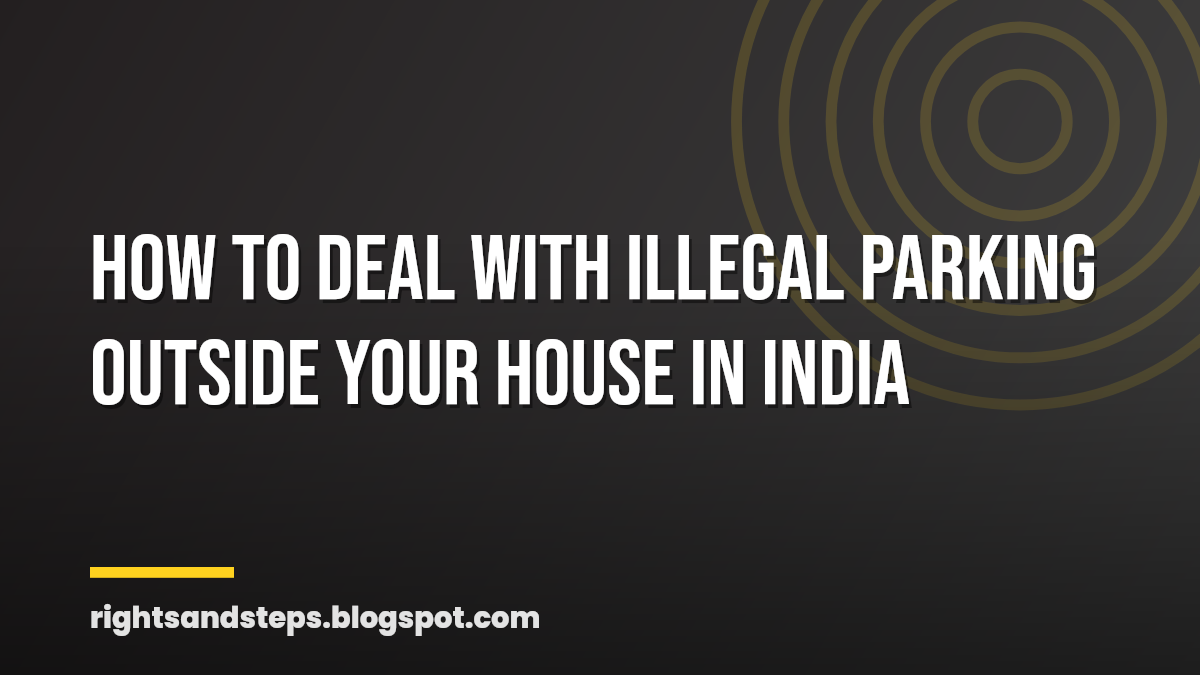 HOW TO DEAL WITH ILLEGAL PARKING
OUTSIDE YOUR HOUSE IN INDIA
rightsandsteps.blogspot.com